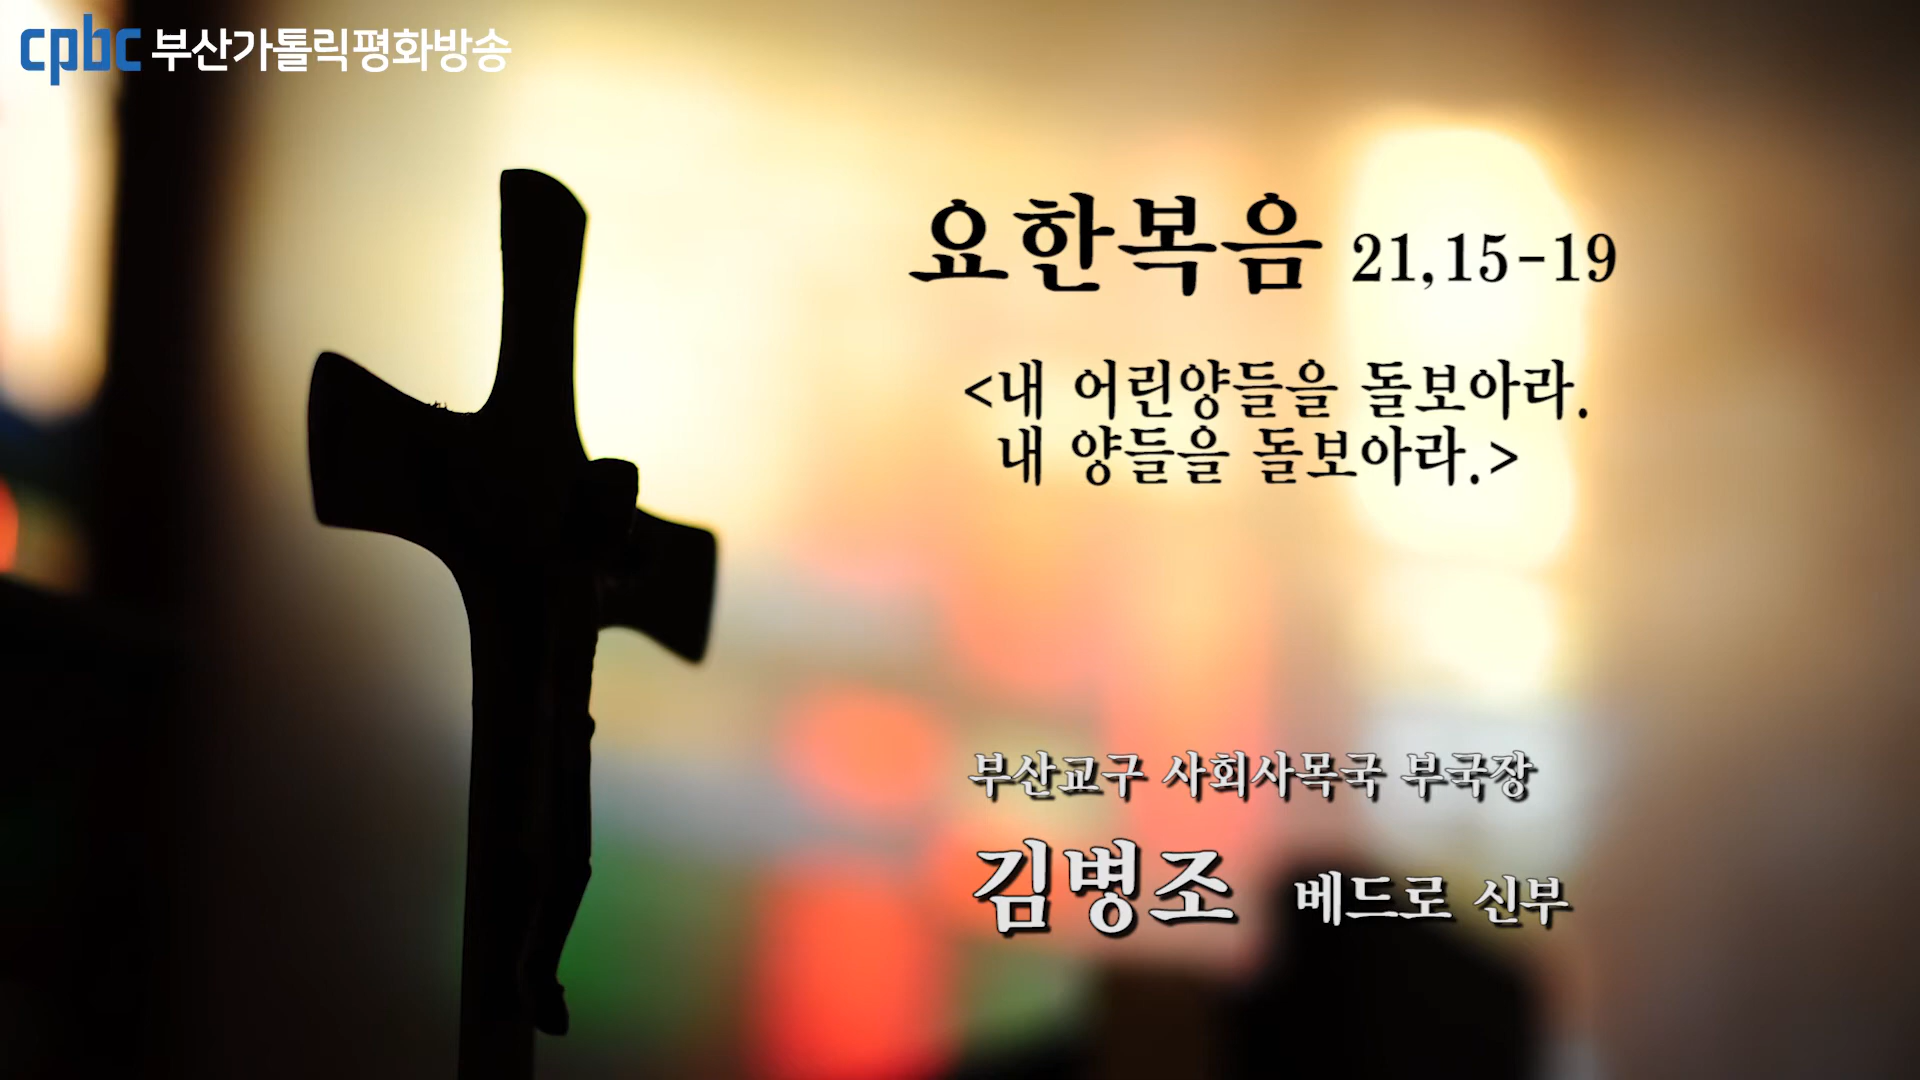 cpbc 부산가톨릭평화방송
요한복음 21,15-19
<내 어린양들을 돌보아라.
내 양들을 돌보아라.>
부산교구 사회사목국 부국장
김병조 베드로 신부